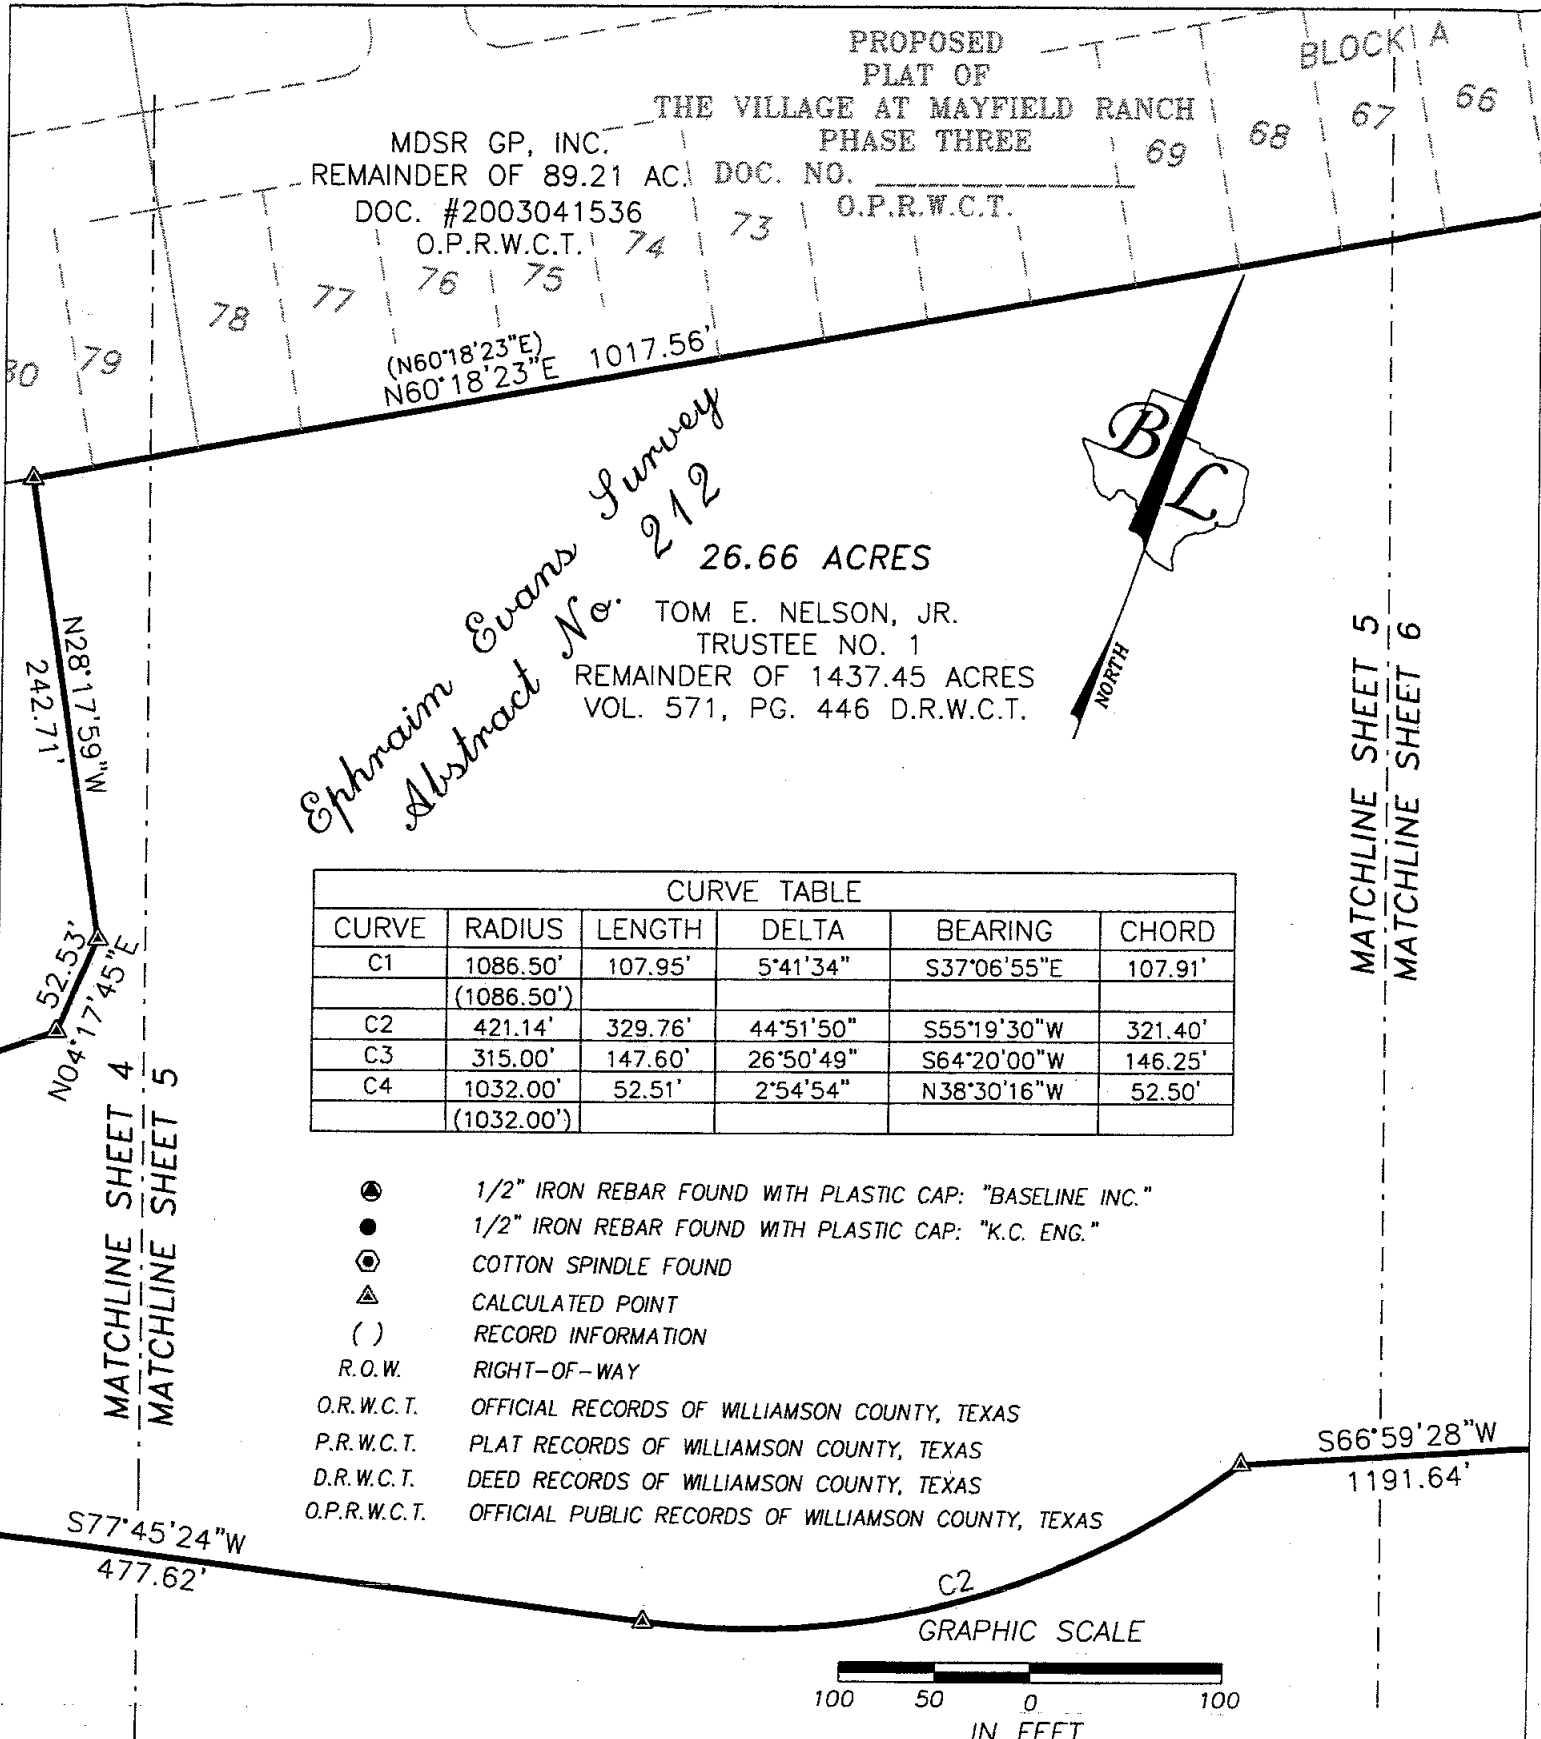 PROPOSED
PLAT OF
THE VILLAGE AT MAYFIELD RANCH
PHASE THREE
DOC. NO. ______________
O.P.R.W.C.T.
BLOCK A
MDSR GP, INC.
REMAINDER OF 89.21 AC.
DOC. #2003041536
O.P.R.W.C.T.
66
67
68
69
73
74
75
76
77
78
79
80
(N60°18'23"E)
N60°18'23"E 1017.56'
Ephraim Evans Survey
Abstract No. 212
B
L
NORTH
26.66 ACRES
TOM E. NELSON, JR.
TRUSTEE NO. 1
REMAINDER OF 1437.45 ACRES
VOL. 571, PG. 446 D.R.W.C.T.
N28°17'59"W
242.71'
52.53'
N04°17'45"E
MATCHLINE SHEET 5
MATCHLINE SHEET 6
CURVE TABLE
CURVE RADIUS LENGTH DELTA BEARING CHORD
C1 1086.50' 107.95' 5°41'34" S37°06'55"E 107.91'
(1086.50')
C2 421.14' 329.76' 44°51'50" S55°19'30"W 321.40'
C3 315.00' 147.60' 26°50'49" S64°20'00"W 146.25'
C4 1032.00' 52.51' 2°54'54" N38°30'16"W 52.50'
(1032.00')
MATCHLINE SHEET 4
MATCHLINE SHEET 5
1/2" IRON REBAR FOUND WITH PLASTIC CAP: "BASELINE INC."
1/2" IRON REBAR FOUND WITH PLASTIC CAP: "K.C. ENG."
COTTON SPINDLE FOUND
CALCULATED POINT
( ) RECORD INFORMATION
R.O.W. RIGHT-OF-WAY
O.R.W.C.T. OFFICIAL RECORDS OF WILLIAMSON COUNTY, TEXAS
P.R.W.C.T. PLAT RECORDS OF WILLIAMSON COUNTY, TEXAS
D.R.W.C.T. DEED RECORDS OF WILLIAMSON COUNTY, TEXAS
O.P.R.W.C.T. OFFICIAL PUBLIC RECORDS OF WILLIAMSON COUNTY, TEXAS
S66°59'28"W
1191.64'
S77°45'24"W
477.62'
C2
GRAPHIC SCALE
100 50 0 100
IN FEET